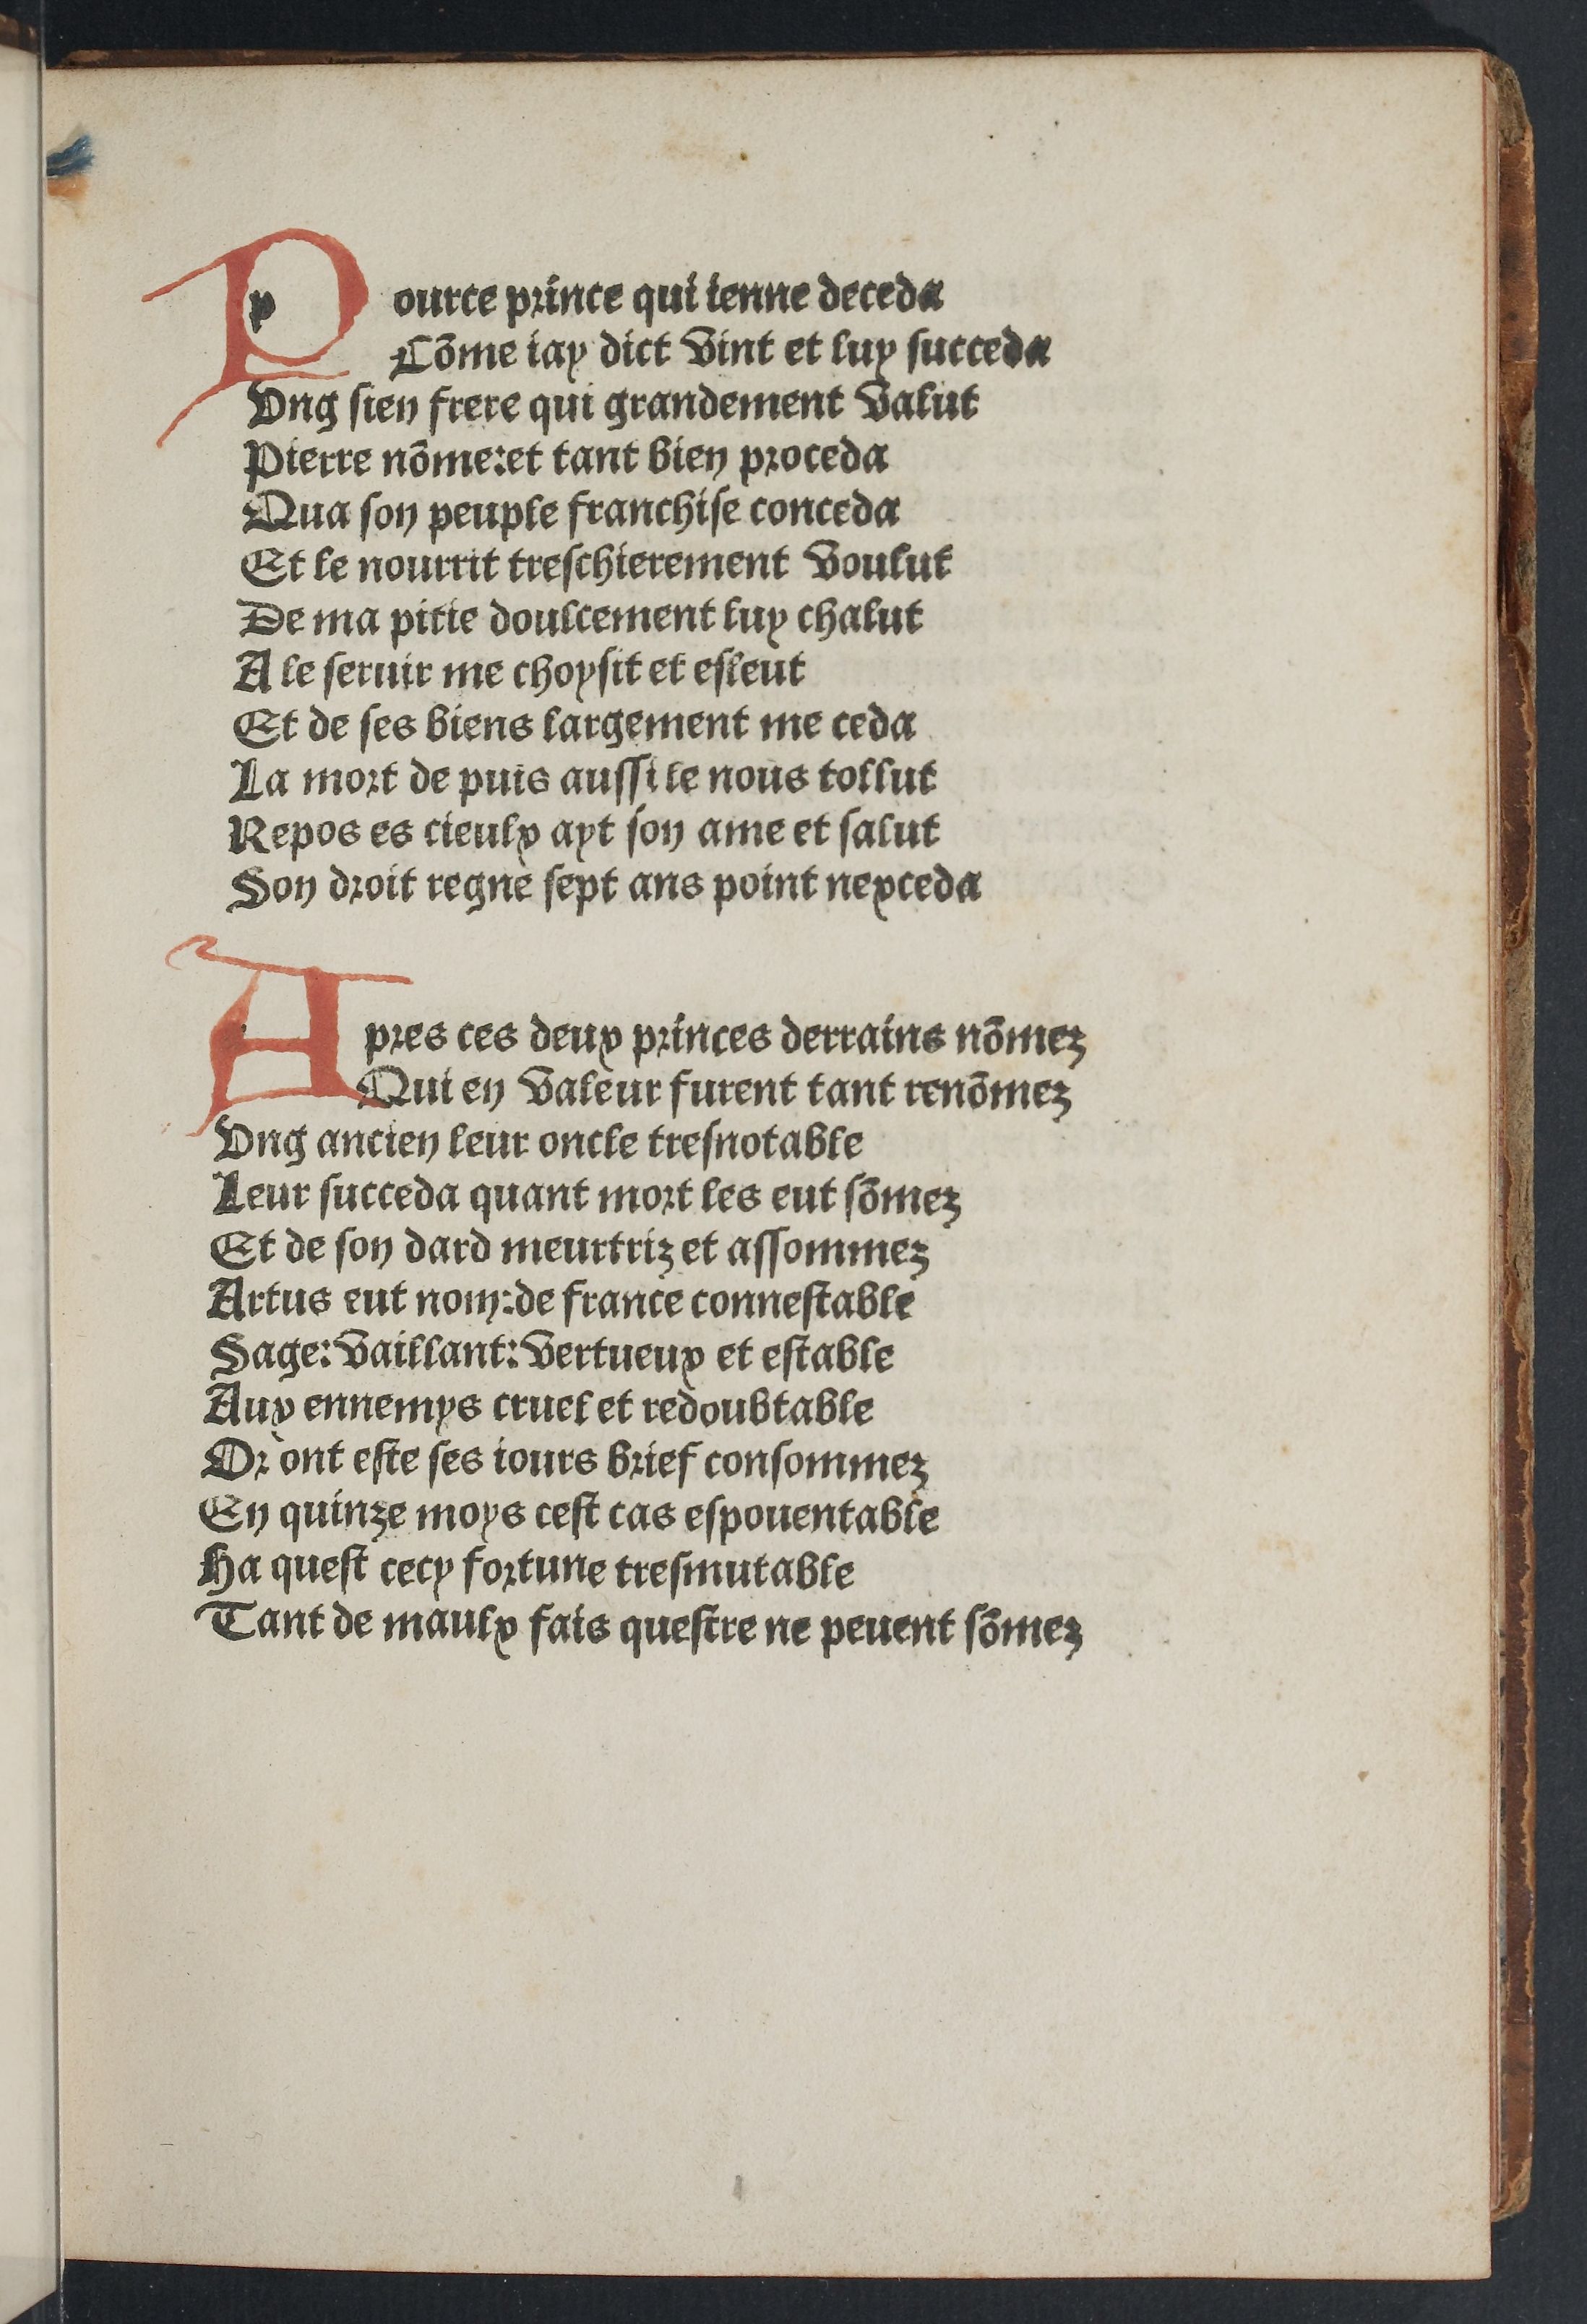 Pource prince qui ienne deceda
Cõme iay dict vint et luy succeda
Vng sien frere qui grandement valut
Pierre nõme:et tant bien proceda
Qua son peuple franchise conceda
Et le nourrit treschierement voulut
De ma pitie doulcement luy chalut
A le seruir me choysit et esleut
Et de ses biens largement me ceda
La mort de puis aussi le nous tollut
Repos es cieulx ayt son ame et salut
Son droit regne sept ans point nexceda
Apres ces deux princes derrains nõmez
Qui en valeur furent tant renõmez
Vng ancien leur oncle tresnotable
Leur succeda quant mort les eut sõmez
Et de son dard meurtriz et assommez
Artus eut nom:de france connestable
Sage:vaillant:vertueux et estable
Aux ennemys cruel et redoubtable
Or ont este ses iours brief consommez
En quinze moys cest cas espouentable
Ha quest cecy fortune tresmutable
Tant de maulx fais questre ne peuent sõmez